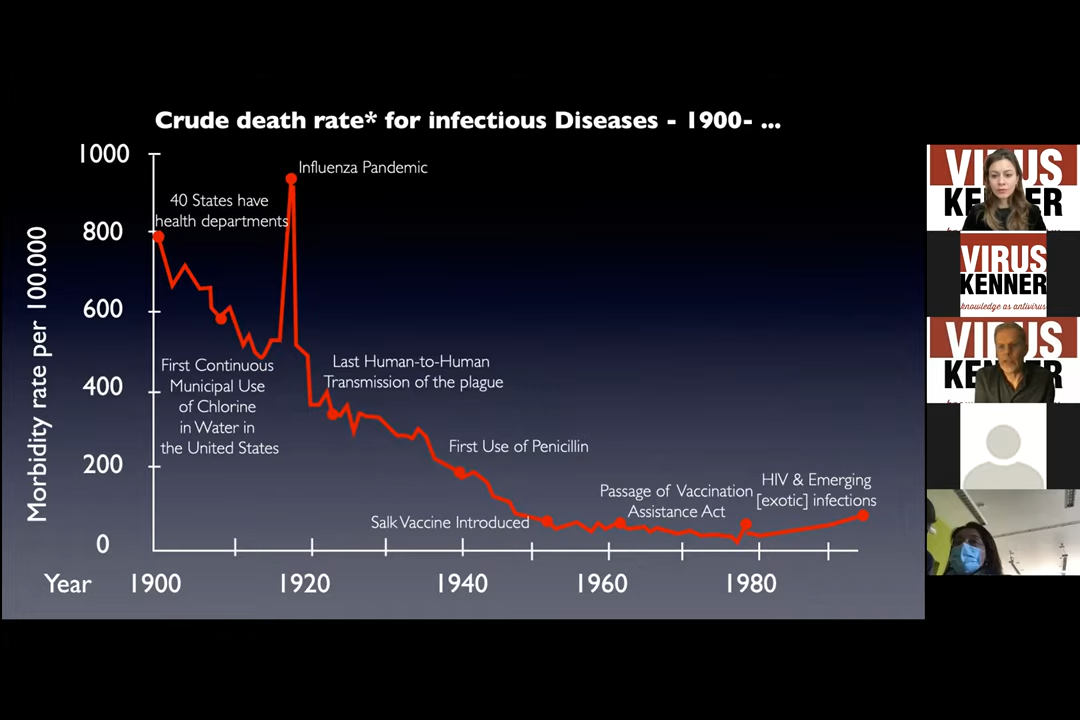 Crude death rate* for infectious Diseases - 1900- ...
Morbidity rate per 100.000
1000
800
600
400
200
0
Influenza Pandemic
40 States have
health departments
First Continuous
Municipal Use
of Chlorine
in Water in
the United States
Last Human-to-Human
Transmission of the plague
First Use of Penicillin
Salk Vaccine Introduced
Passage of Vaccination
Assistance Act
HIV & Emerging
[exotic] infections
Year
1900
1920
1940
1960
1980
VIRUS
KENNER
VIRUS
KENNER
knowledge as antivirus
VIRUS
KENNER